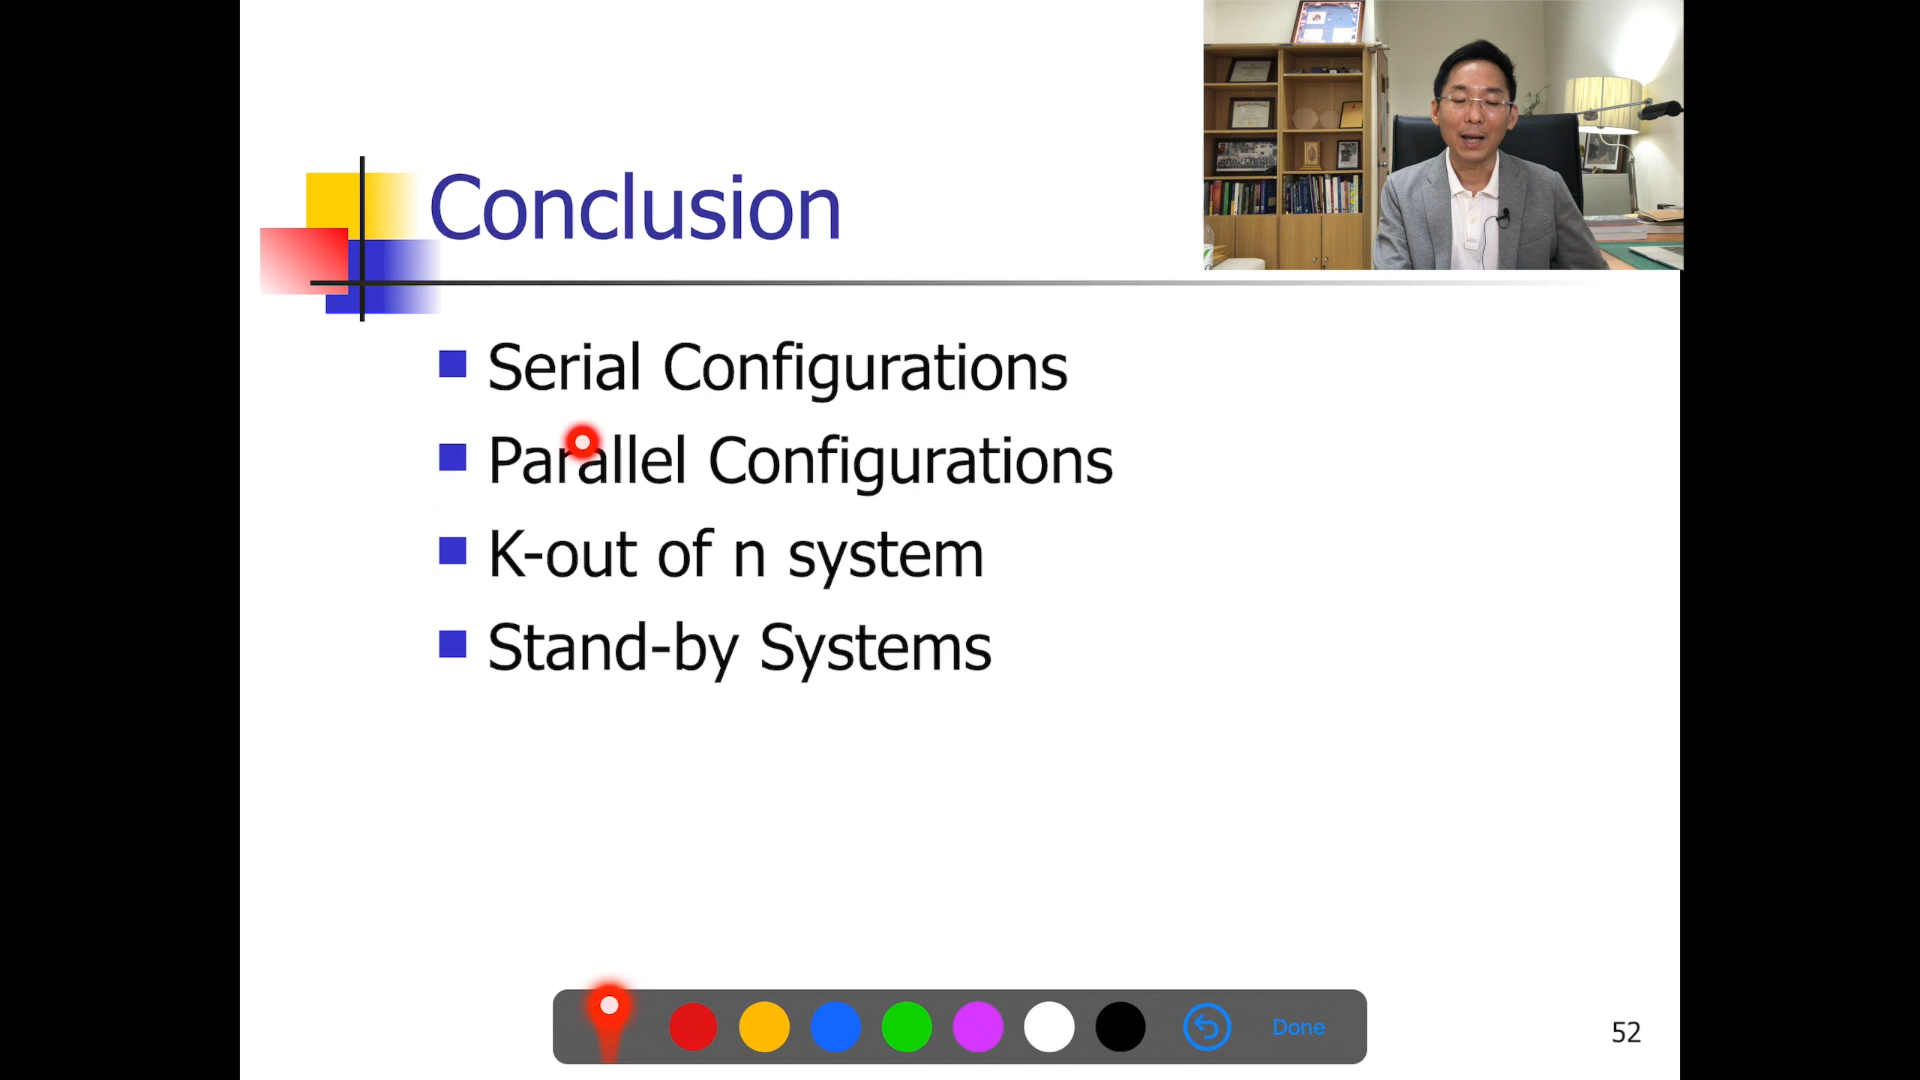 Conclusion
Serial Configurations
Parallel Configurations
K-out of n system
Stand-by Systems
Done
52